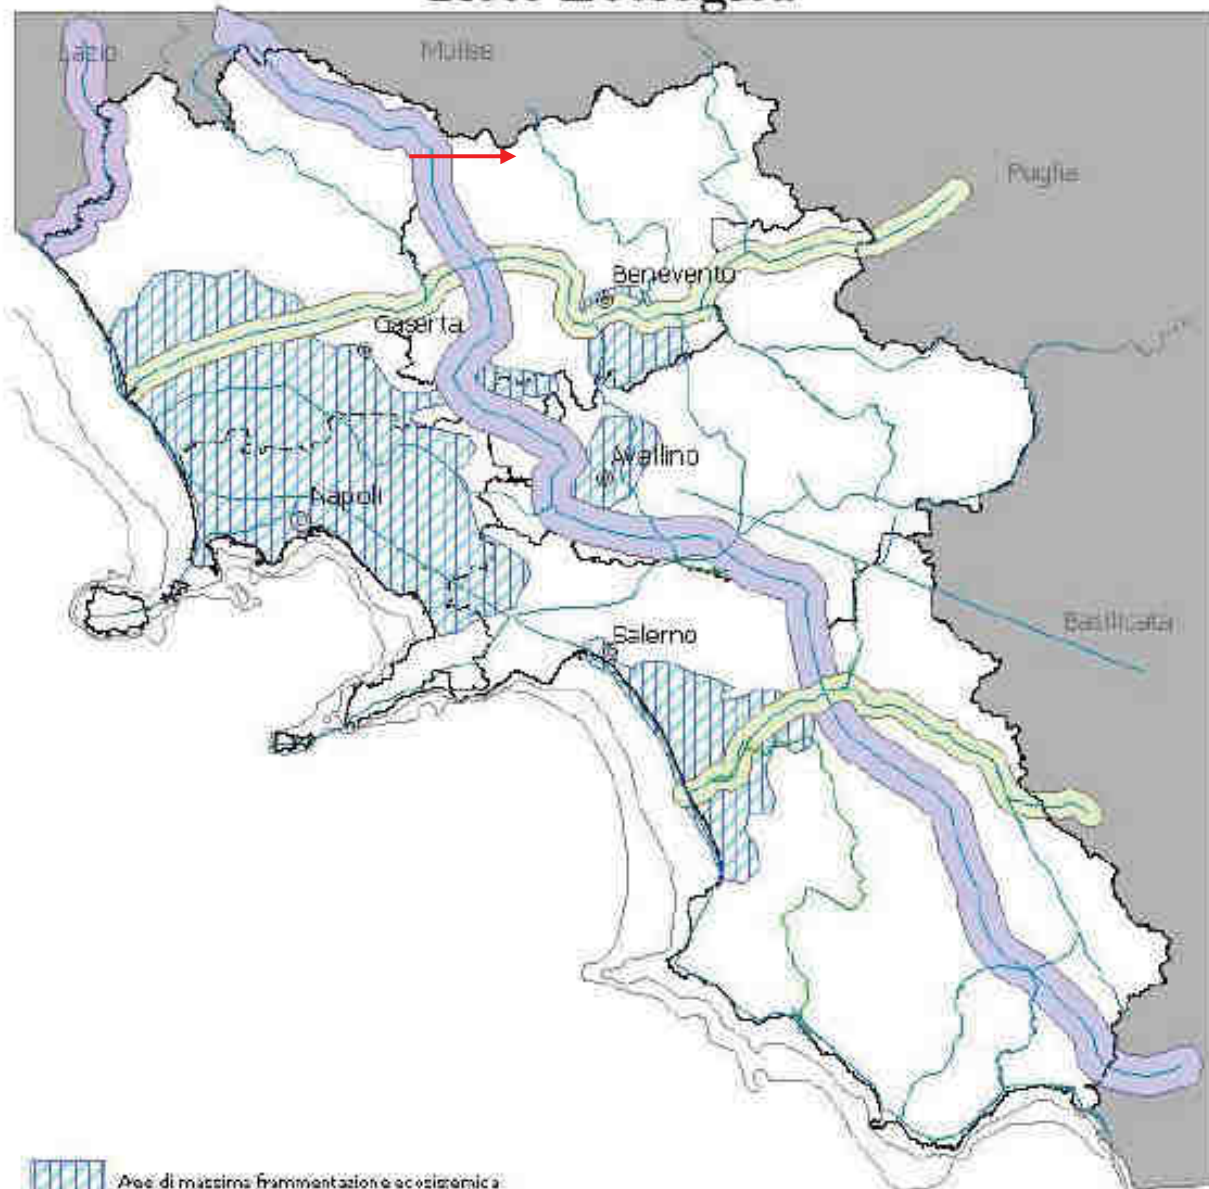 Lazio
Molise
Puglia
Benevento
Caserta
Avellino
Napoli
Basilicata
Salerno
Aree di massima frammentazione ecosistemica